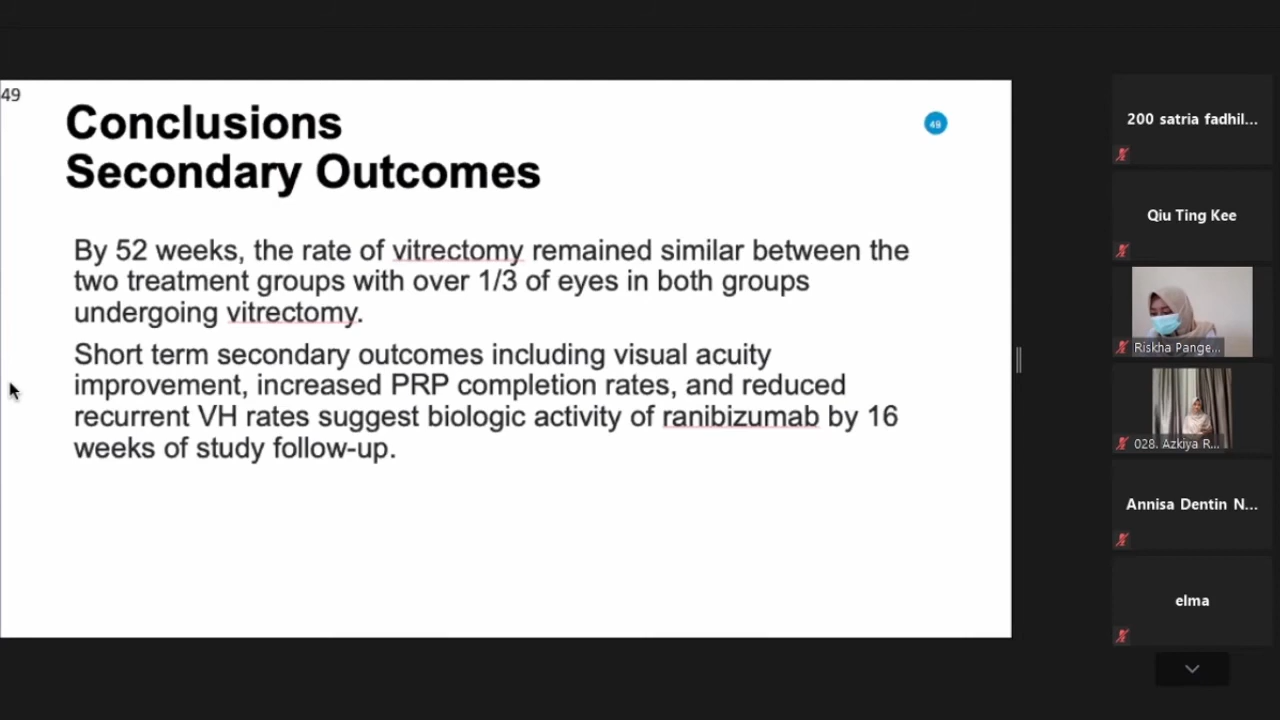 49
Conclusions
49
Secondary Outcomes
By 52 weeks, the rate of vitrectomy remained similar between the
two treatment groups with over 1/3 of eyes in both groups
undergoing vitrectomy.
Short term secondary outcomes including visual acuity
improvement, increased PRP completion rates, and reduced
recurrent VH rates suggest biologic activity of ranibizumab by 16
weeks of study follow-up.
200 satria fadhil...
Qiu Ting Kee
Riskha Pange...
028. Azkiya R...
Annisa Dentin N...
elma